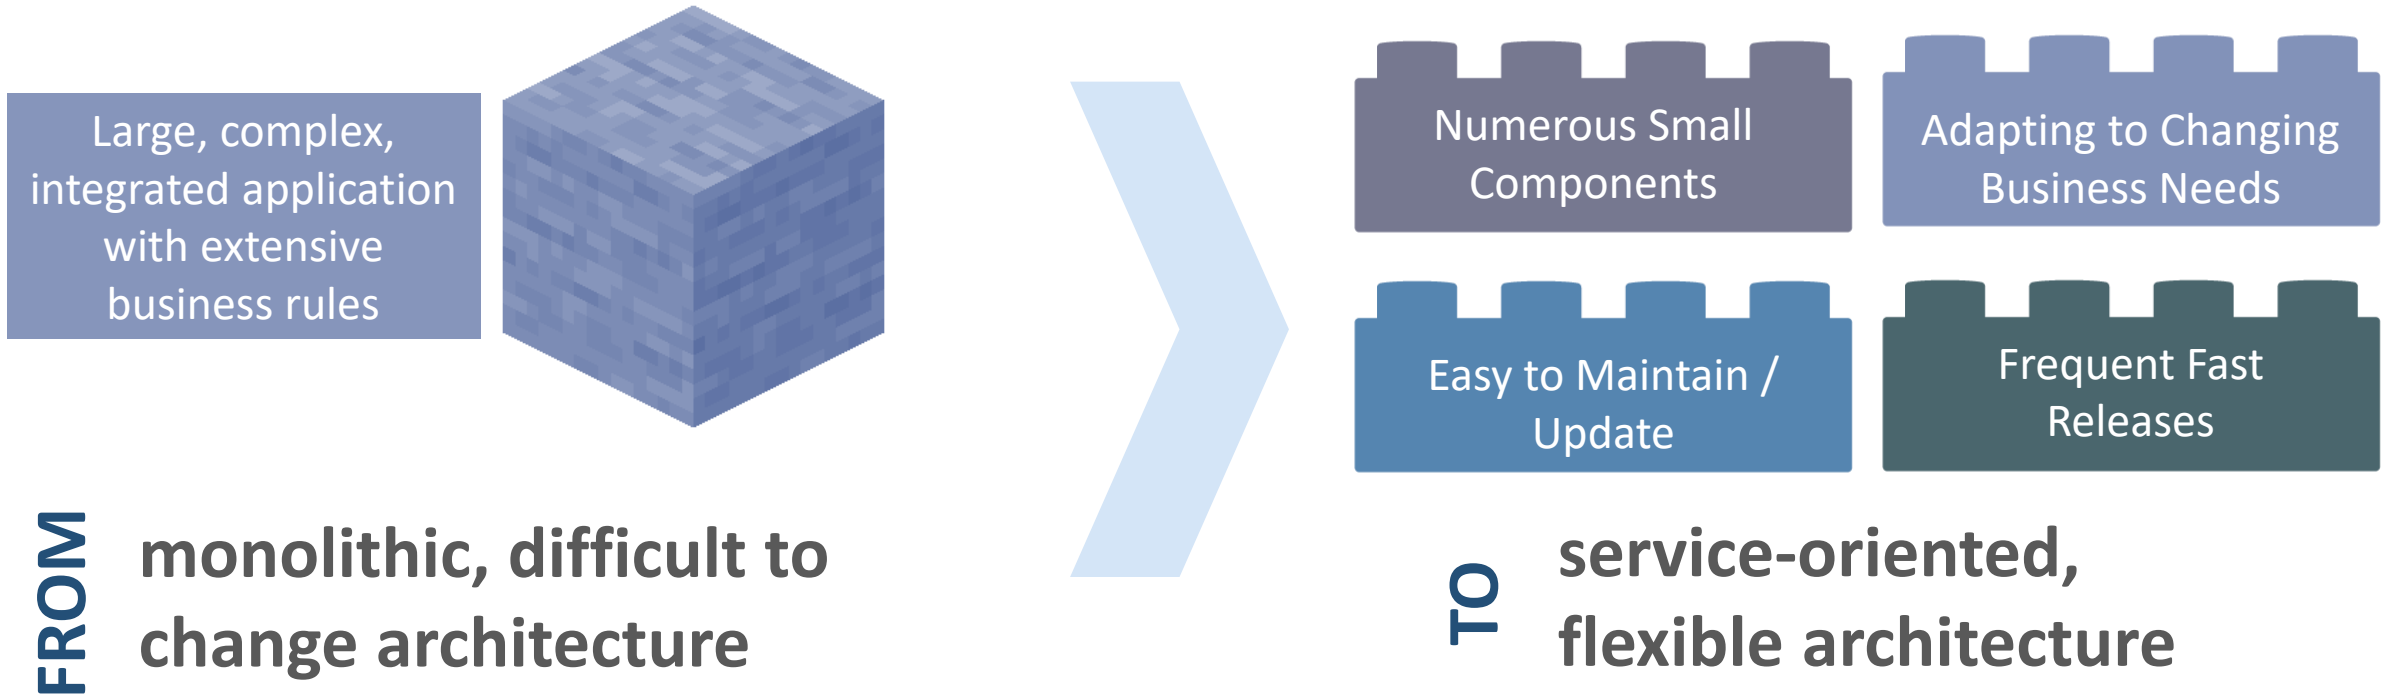 Large, complex,
integrated application
with extensive
business rules
FROM
monolithic, difficult to
change architecture
Numerous Small
Components
Adapting to Changing
Business Needs
Easy to Maintain /
Update
Frequent Fast
Releases
TO
service-oriented,
flexible architecture